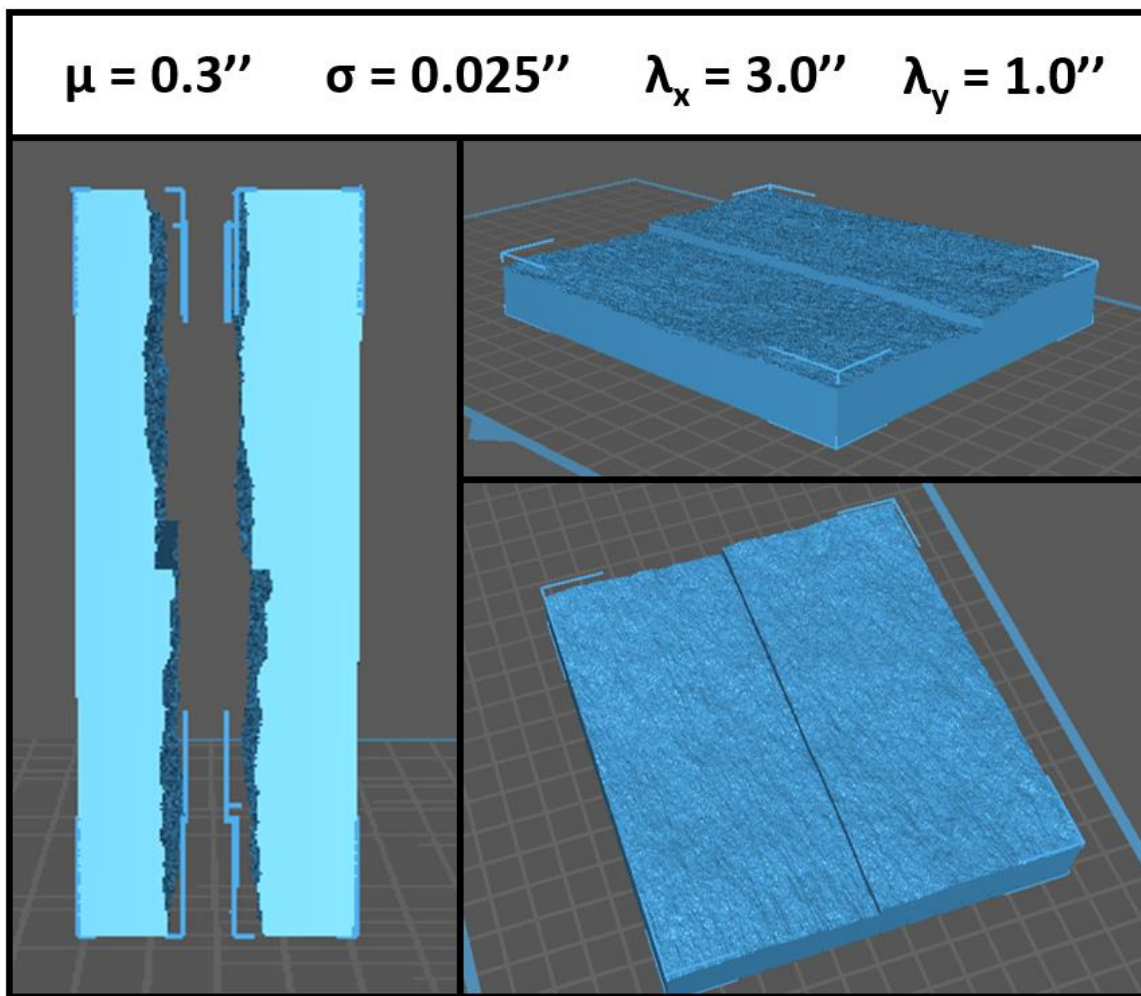 μ = 0.3’’ σ = 0.025’’ λx = 3.0’’ λy = 1.0’’